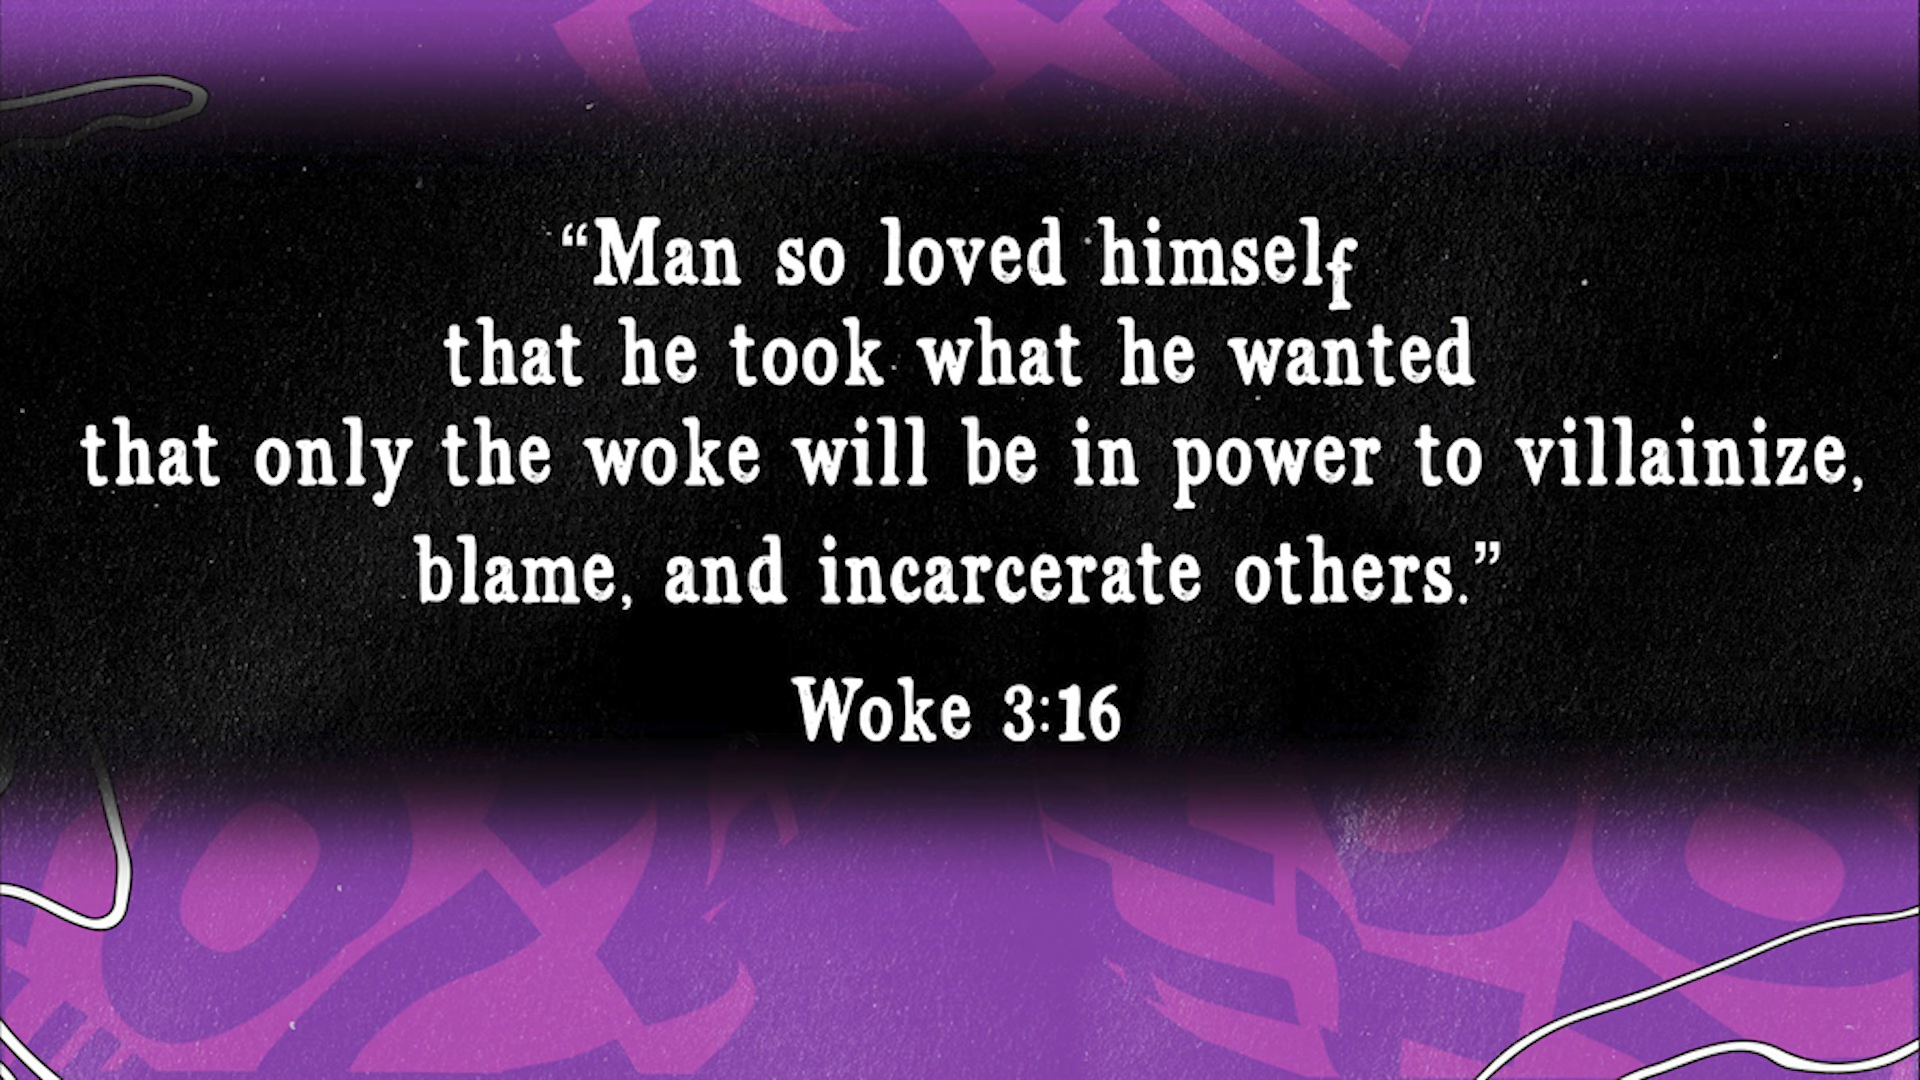 “Man so loved himself
that he took what he wanted
that only the woke will be in power to villainize,
blame, and incarcerate others.”
Woke 3:16